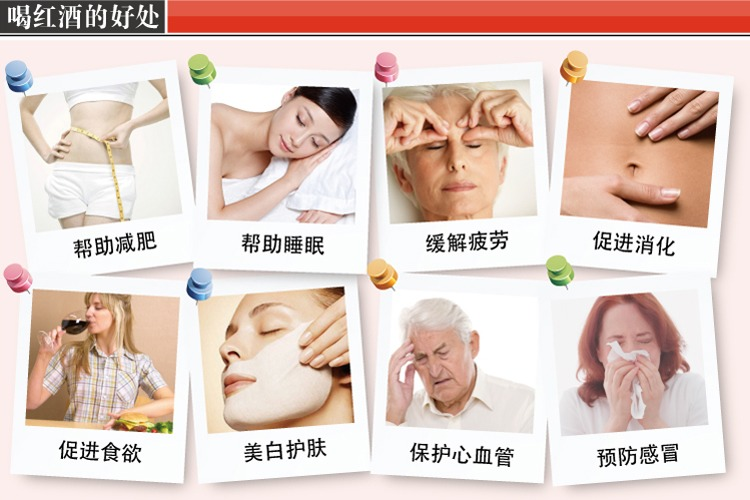 喝红酒的好处
帮助减肥
帮助睡眠
缓解疲劳
促进消化
促进食欲
美白护肤
保护心血管
预防感冒